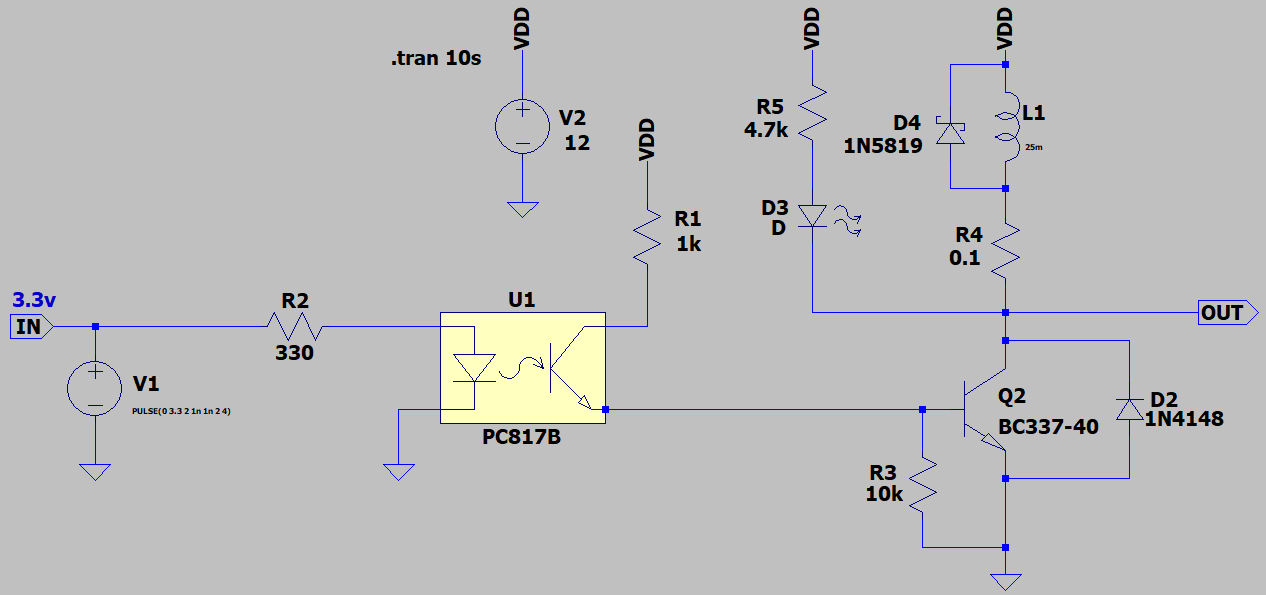 .tran 10s
VDD
V2
12
VDD
R1
1k
VDD
R5
4.7k
D3
D
VDD
D4
1N5819
L1
25m
R4
0.1
3.3v
IN
R2
330
U1
PC817B
V1
PULSE(0 3.3 2 1n 1n 2 4)
OUT
Q2
BC337-40
D2
1N4148
R3
10k